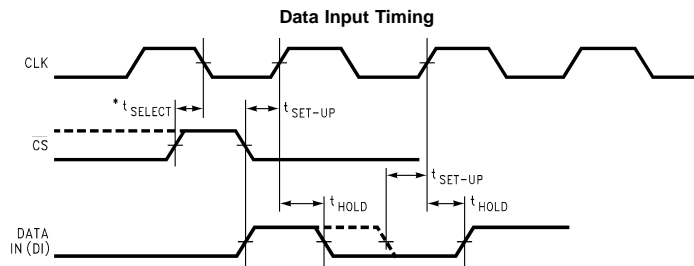 Data Input Timing
CLK
* tSELECT
tSET-UP
CS
tSET-UP
tHOLD
tHOLD
DATA
IN (DI)